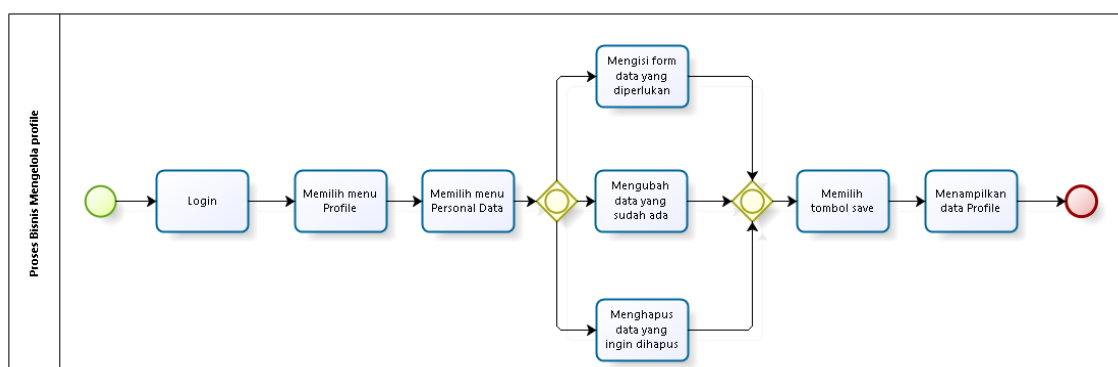 Proses Bisnis Mengelola profile
Login
Memilih menu
Profile
Memilih menu
Personal Data
Mengisi form
data yang
diperlukan
Mengubah
data yang
sudah ada
Menghapus
data yang
ingin dihapus
Memilih
tombol save
Menampilkan
data Profile